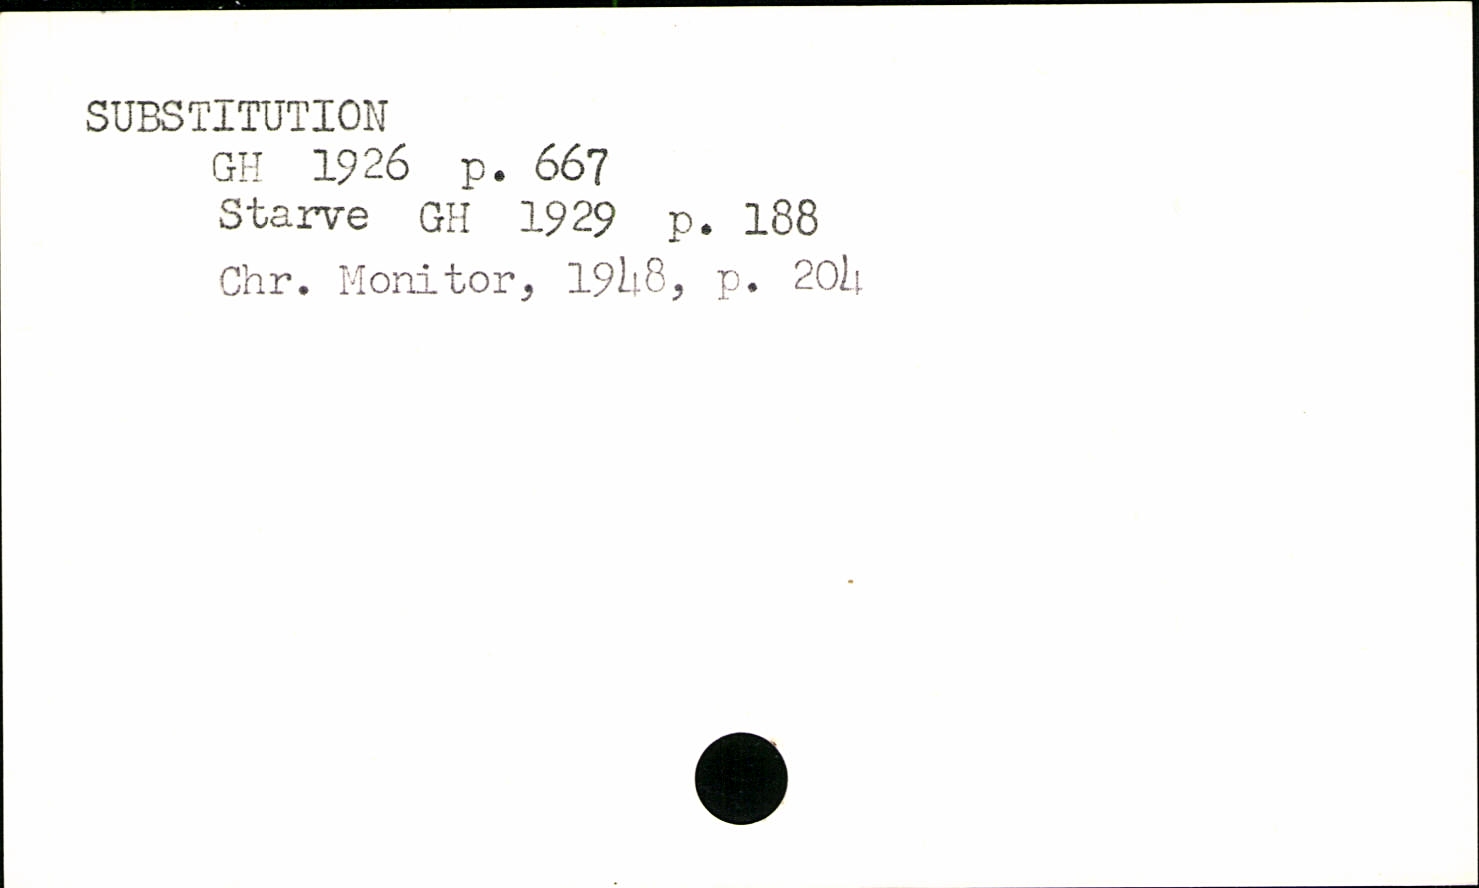 SUBSTITUTION
GH 1926 p. 667
Starve GH 1929 p. 188
Chr. Monitor, 1948, p. 204